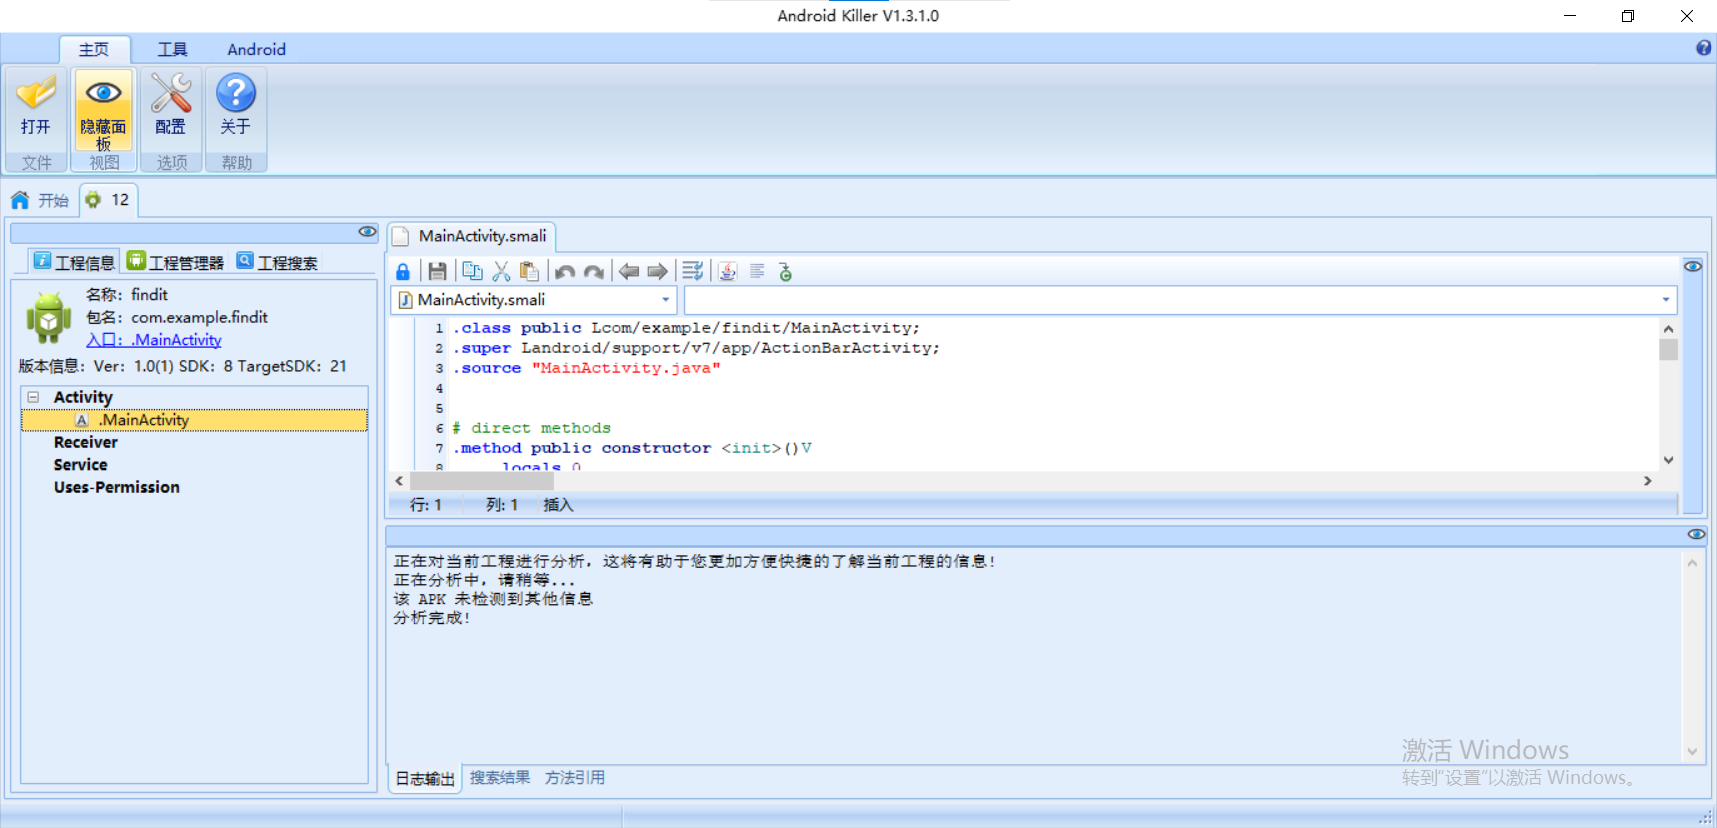 Android Killer V1.3.1.0
主页 工具 Android
打开 隐藏面板 配置 关于
文件 视图 选项 帮助
开始 12
工程信息 工程管理器 工程搜索
名称: findit
包名: com.example.findit
入口: .MainActivity
版本信息: Ver: 1.0(1) SDK: 8 TargetSDK: 21
Activity
A .MainActivity
Receiver
Service
Uses-Permission
MainActivity.smali
MainActivity.smali
1 .class public Lcom/example/findit/MainActivity;
2 .super Landroid/support/v7/app/ActionBarActivity;
3 .source "MainActivity.java"
4
5
6 # direct methods
7 .method public constructor <init>()V
8 .locals 0
行: 1 列: 1 插入
正在对当前工程进行分析，这将有助于您更加方便快捷的了解当前工程的信息!
正在分析中，请稍等...
该 APK 未检测到其他信息
分析完成!
日志输出 搜索结果 方法引用
激活 Windows
转到"设置"以激活 Windows。